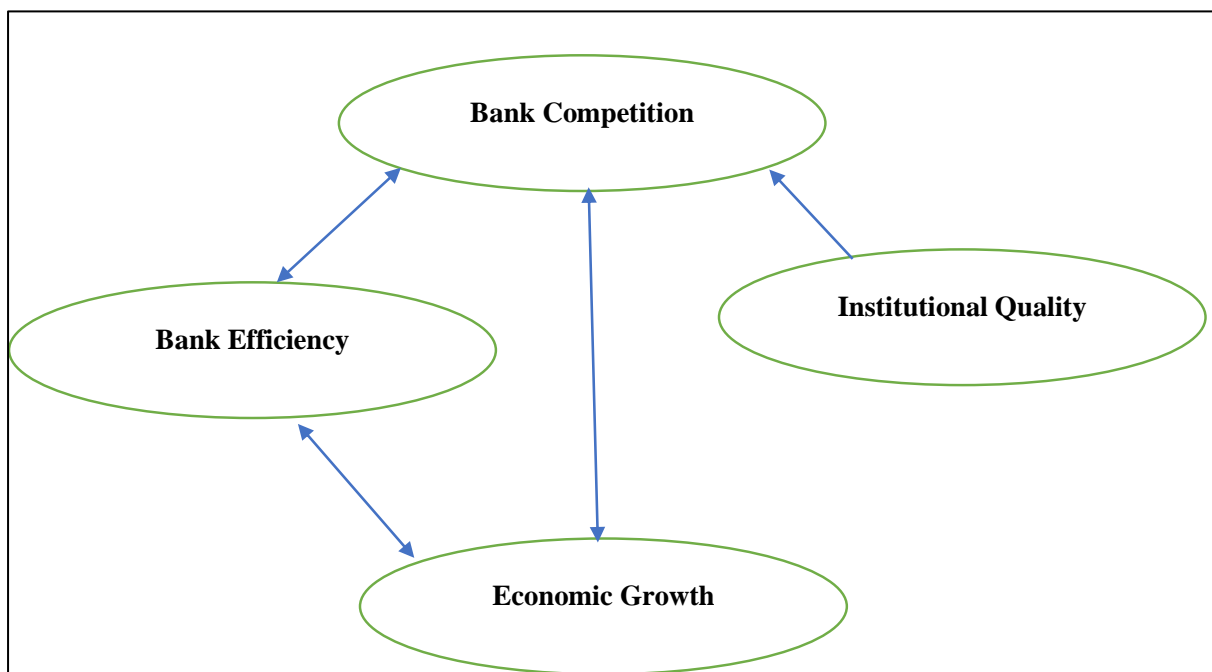 Bank Competition
Institutional Quality
Bank Efficiency
Economic Growth